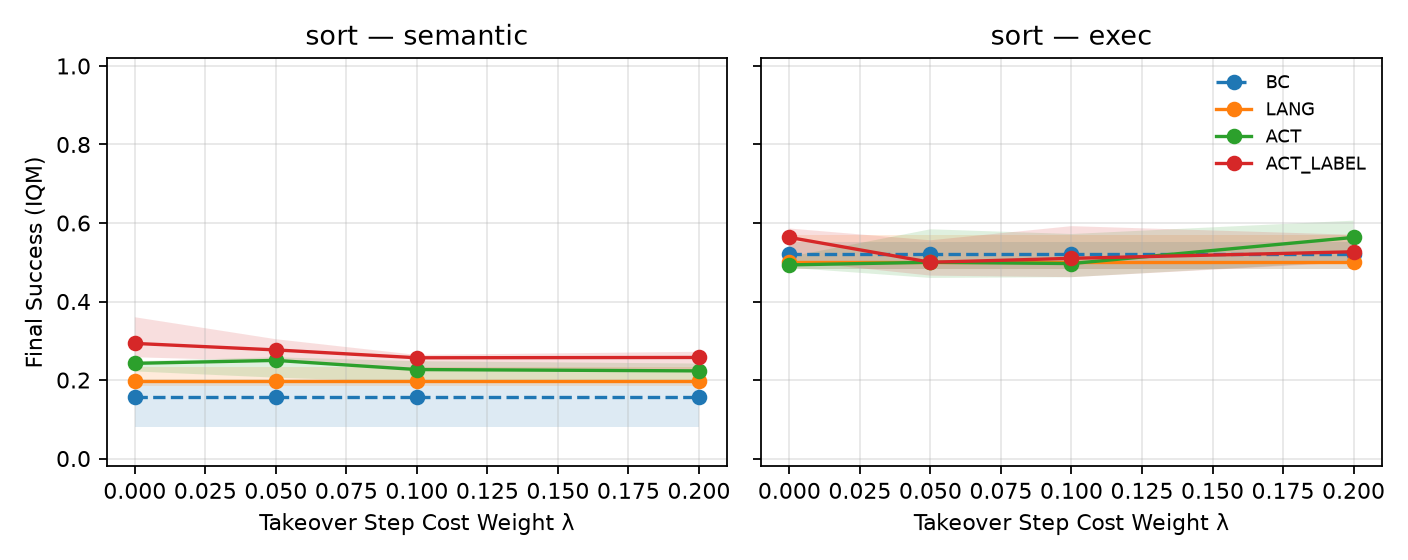 sort — semantic
Final Success (IQM)
1.0
0.8
0.6
0.4
0.2
0.0
0.000 0.025 0.050 0.075 0.100 0.125 0.150 0.175 0.200
Takeover Step Cost Weight λ
sort — exec
BC
LANG
ACT
ACT_LABEL
0.000 0.025 0.050 0.075 0.100 0.125 0.150 0.175 0.200
Takeover Step Cost Weight λ